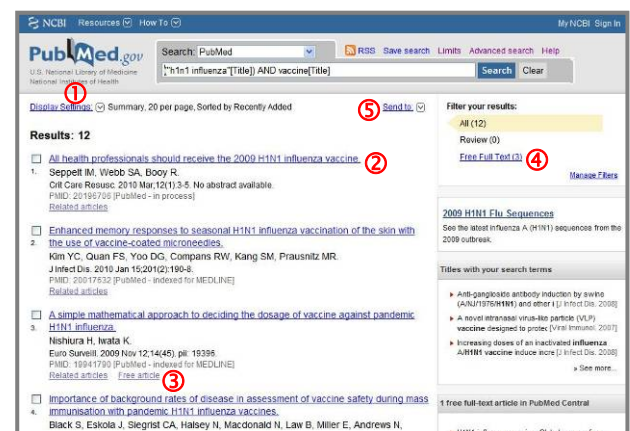 NCBI Resources How To My NCBI Sign In
PubMed.gov
U.S. National Library of Medicine
National Institutes of Health
Search: PubMed
RSS Save search Limits Advanced search Help
("h1n1 influenza"[Title]) AND vaccine[Title]
Search Clear
①
Display Settings: Summary, 20 per page, Sorted by Recently Added
⑤ Send to:
Results: 12
All health professionals should receive the 2009 H1N1 influenza vaccine. ②
1. Seppelt IM, Webb SA, Booy R.
Crit Care Resusc. 2010 Mar;12(1):3-5. No abstract available.
PMID: 20196706 [PubMed - in process]
Related articles
Enhanced memory responses to seasonal H1N1 influenza vaccination of the skin with
2. the use of vaccine-coated microneedles.
Kim YC, Quan FS, Yoo DG, Compans RW, Kang SM, Prausnitz MR.
J Infect Dis. 2010 Jan 15;201(2):190-8.
PMID: 20017632 [PubMed - indexed for MEDLINE]
Related articles
A simple mathematical approach to deciding the dosage of vaccine against pandemic
3. H1N1 influenza.
Nishiura H, Iwata K.
Euro Surveill. 2009 Nov 12;14(45). pii: 19396.
PMID: 19941790 [PubMed - indexed for MEDLINE]
Related articles Free article ③
Importance of background rates of disease in assessment of vaccine safety during mass
4. immunisation with pandemic H1N1 influenza vaccines.
Black S, Eskola J, Siegrist CA, Halsey N, Macdonald N, Law B, Miller E, Andrews N,
Filter your results:
All (12)
Review (0)
Free Full Text (3) ④
Manage Filters
2009 H1N1 Flu Sequences
See the latest influenza A (H1N1) sequences from the
2009 outbreak.
Titles with your search terms
Anti-ganglioside antibody induction by swine
(A/NJ/1976/H1N1) and other i [J Infect Dis. 2008]
A novel intranasal virus-like particle (VLP)
vaccine designed to protec [Viral Immunol. 2007]
Increasing doses of an inactivated influenza
A/H1N1 vaccine induce incre [J Infect Dis. 2008]
» See more...
1 free full-text article in PubMed Central